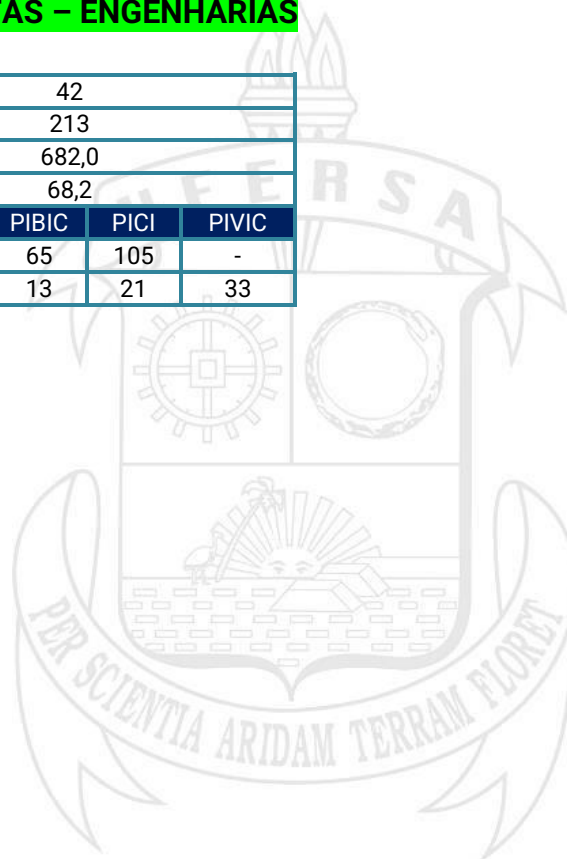 TAS – ENGENHARIAS
42
213
682,0
68,2
PIBIC PICI PIVIC
65 105 -
13 21 33
UFERSA
PER SCIENTIA ARIDAM TERRAM FLORET